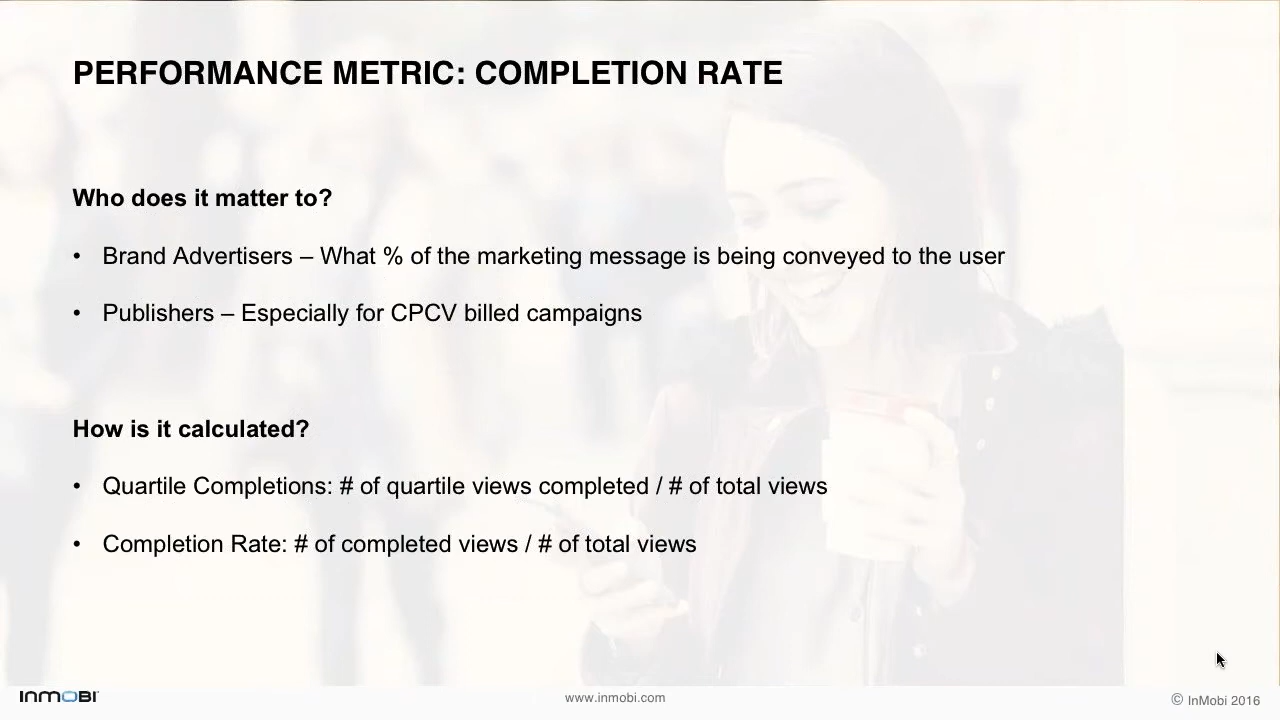 PERFORMANCE METRIC: COMPLETION RATE
Who does it matter to?
• Brand Advertisers – What % of the marketing message is being conveyed to the user
• Publishers – Especially for CPCV billed campaigns
How is it calculated?
• Quartile Completions: # of quartile views completed / # of total views
• Completion Rate: # of completed views / # of total views
INMOBI
www.inmobi.com
© InMobi 2016